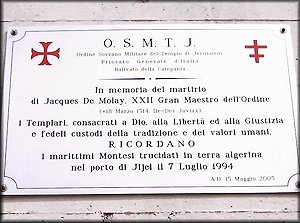 O. S. M. T. J.
Ordine Sovrano Militare del Tempio di Jerusalem
Priorato Generale d'Italia
Balivato della Campania
In memoria del martirio
di Jacques De Molay, XXII Gran Maestro dell'Ordine
(+18 Marzo 1314 Ile-Des Javiax)
I Templari, consacrati a Dio, alla Libertà ed alla Giustizia
e fedeli custodi della tradizione e dei valori umani,
RICORDANO
i marittimi Montesi trucidati in terra algerina
nel porto di Jijel il 7 Luglio 1994
A.D. 15 Maggio 2005